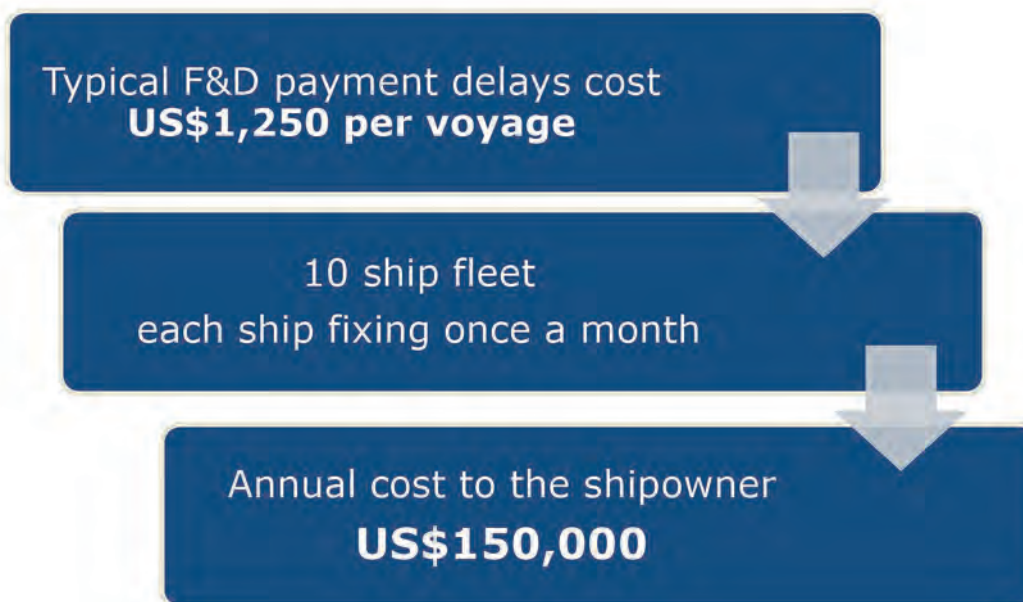 Typical F&D payment delays cost
US$1,250 per voyage
10 ship fleet
each ship fixing once a month
Annual cost to the shipowner
US$150,000